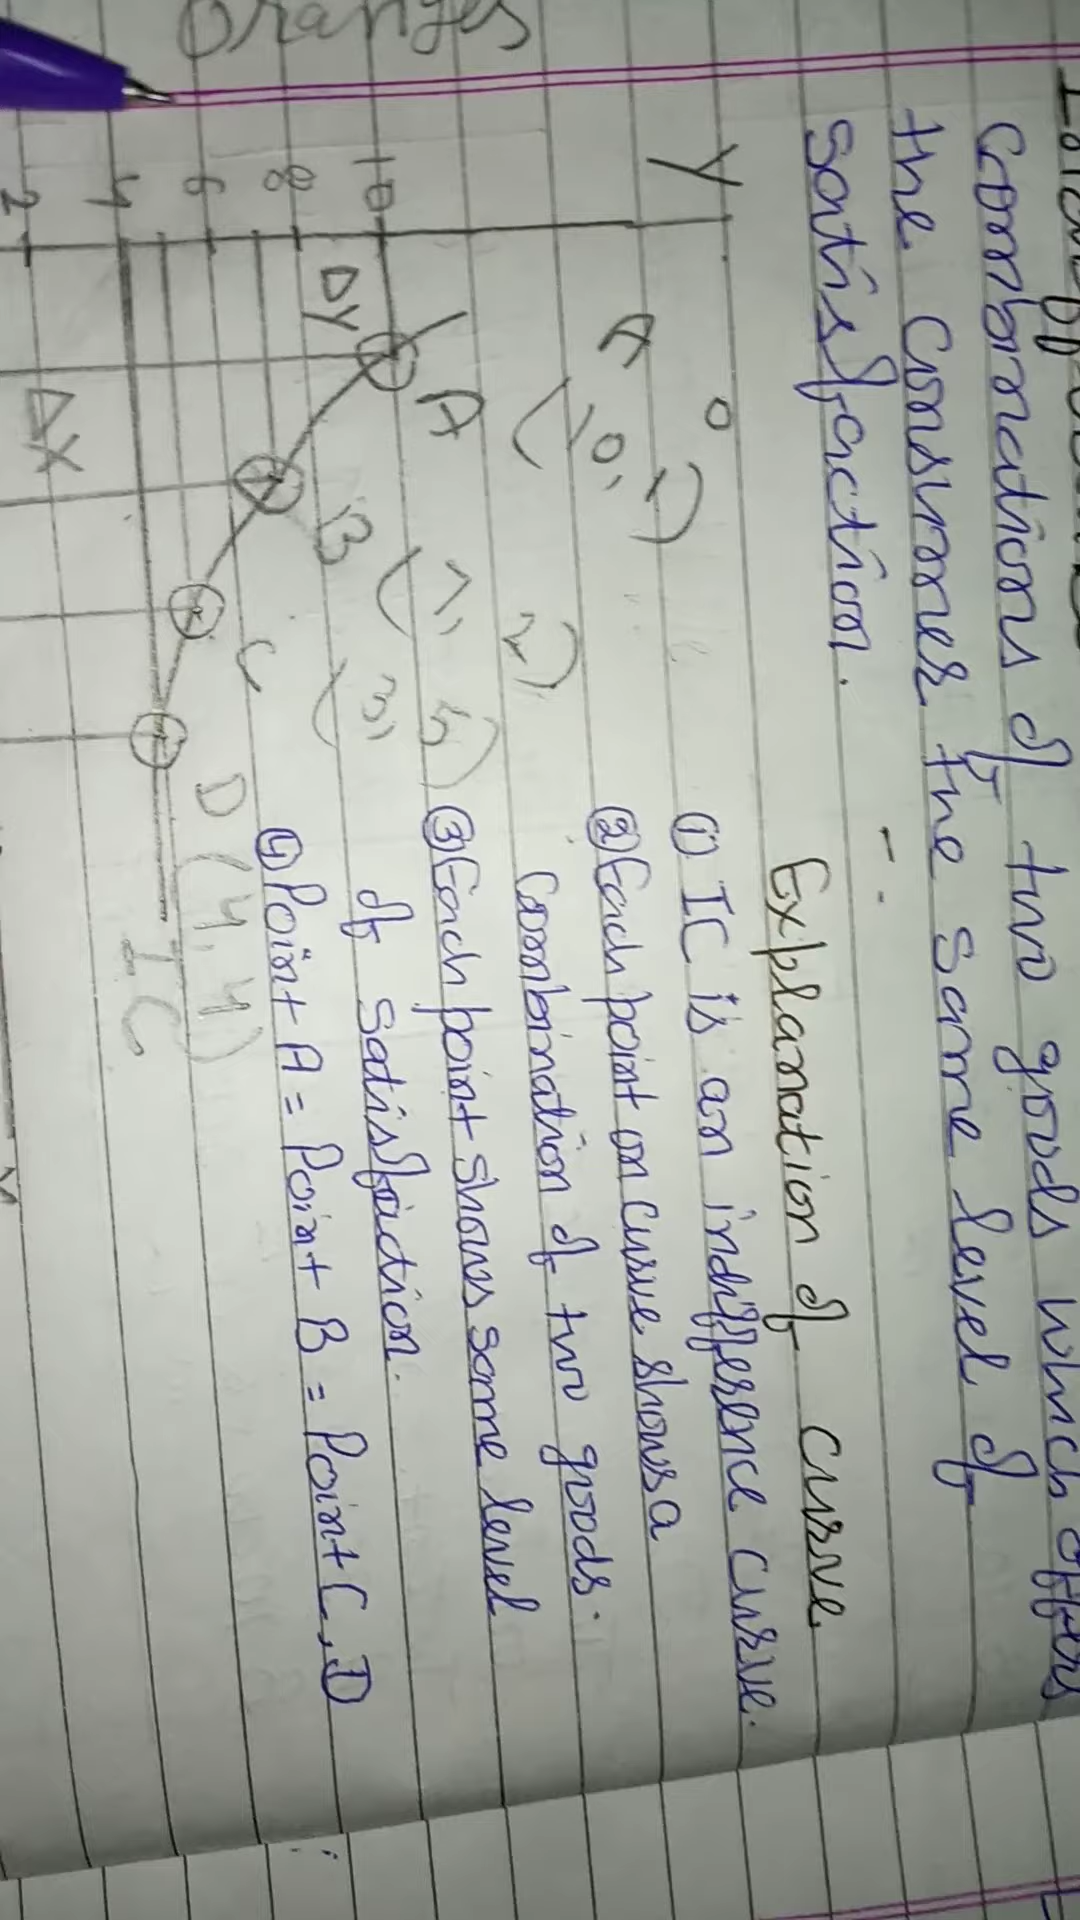 Combinations of two goods which offers
the Consumer the same level of
satisfaction.
Explanation of curve
① IC is an indifference curve.
② Each point on curve shows a
Combination of two goods.
③ Each point shows same level
of satisfaction.
④ Point A = Point B = Point C, D
Oranges
Y
A O
(10, 1)
10
8
6
4
2
ΔY
ΔX
A
B (7, 2)
C (3, 5)
D (4, 4)
IC